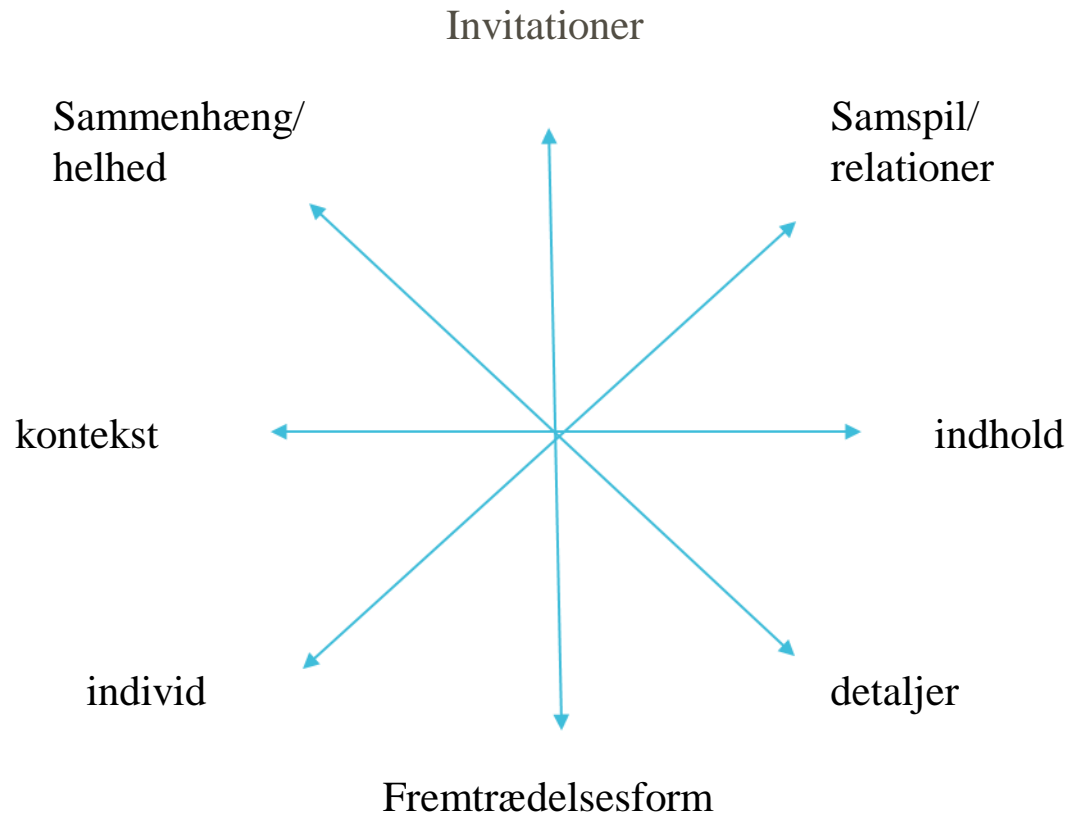 Invitationer
Sammenhæng/
helhed
Samspil/
relationer
kontekst
indhold
individ
detaljer
Fremtrædelsesform